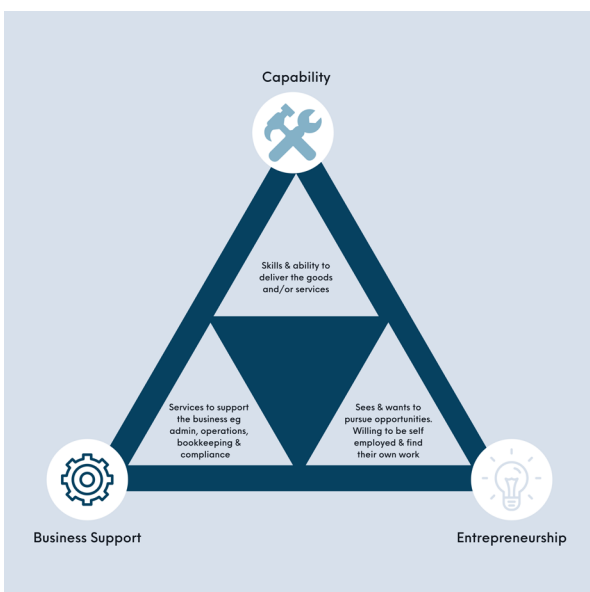 Capability
Skills & ability to
deliver the goods
and/or services
Services to support
the business eg
admin, operations,
bookkeeping &
compliance
Sees & wants to
pursue opportunities.
Willing to be self
employed & find
their own work
Business Support
Entrepreneurship